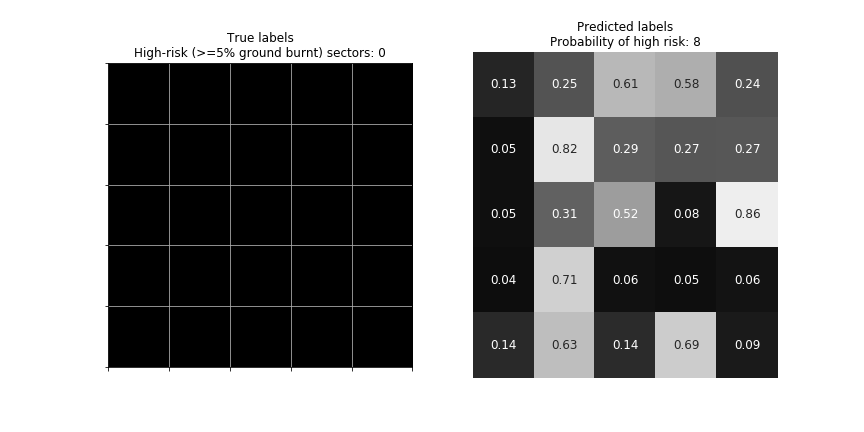 True labels
High-risk (>=5% ground burnt) sectors: 0
Predicted labels
Probability of high risk: 8
0.13 0.25 0.61 0.58 0.24
0.05 0.82 0.29 0.27 0.27
0.05 0.31 0.52 0.08 0.86
0.04 0.71 0.06 0.05 0.06
0.14 0.63 0.14 0.69 0.09